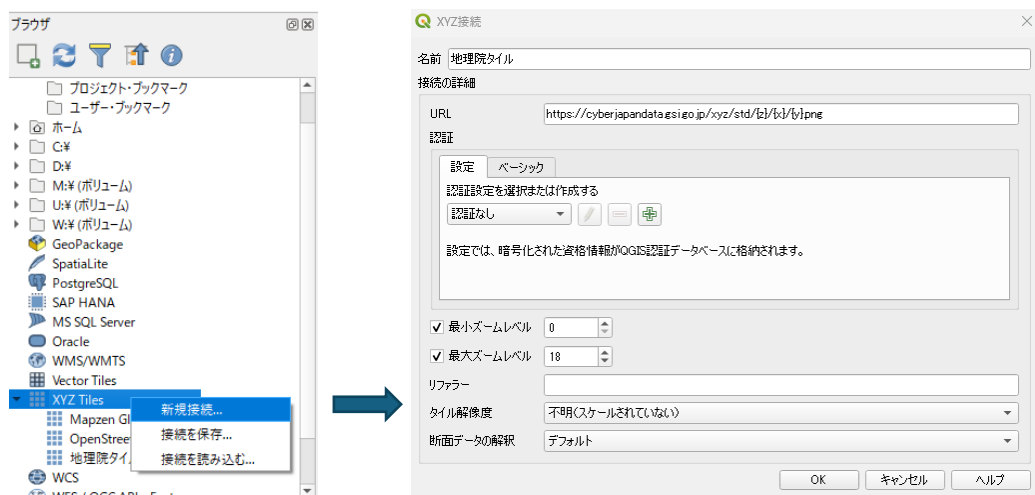 ブラウザ
プロジェクト・ブックマーク
ユーザー・ブックマーク
ホーム
C:¥
D:¥
M:¥ (ボリューム)
U:¥ (ボリューム)
W:¥ (ボリューム)
GeoPackage
SpatiaLite
PostgreSQL
SAP HANA
MS SQL Server
Oracle
WMS/WMTS
Vector Tiles
XYZ Tiles
Mapzen Gl
OpenStree
地理院タイ
WCS
新規接続...
接続を保存...
接続を読み込む...
XYZ接続
名前 地理院タイル
接続の詳細
URL https://cyberjapandata.gsi.go.jp/xyz/std/{z}/{x}/{y}.png
認証
設定 ベーシック
認証設定を選択または作成する
認証なし
設定では、暗号化された資格情報がQGIS認証データベースに格納されます。
最小ズームレベル 0
最大ズームレベル 18
リファラー
タイル解像度 不明(スケールされていない)
断面データの解釈 デフォルト
OK キャンセル ヘルプ